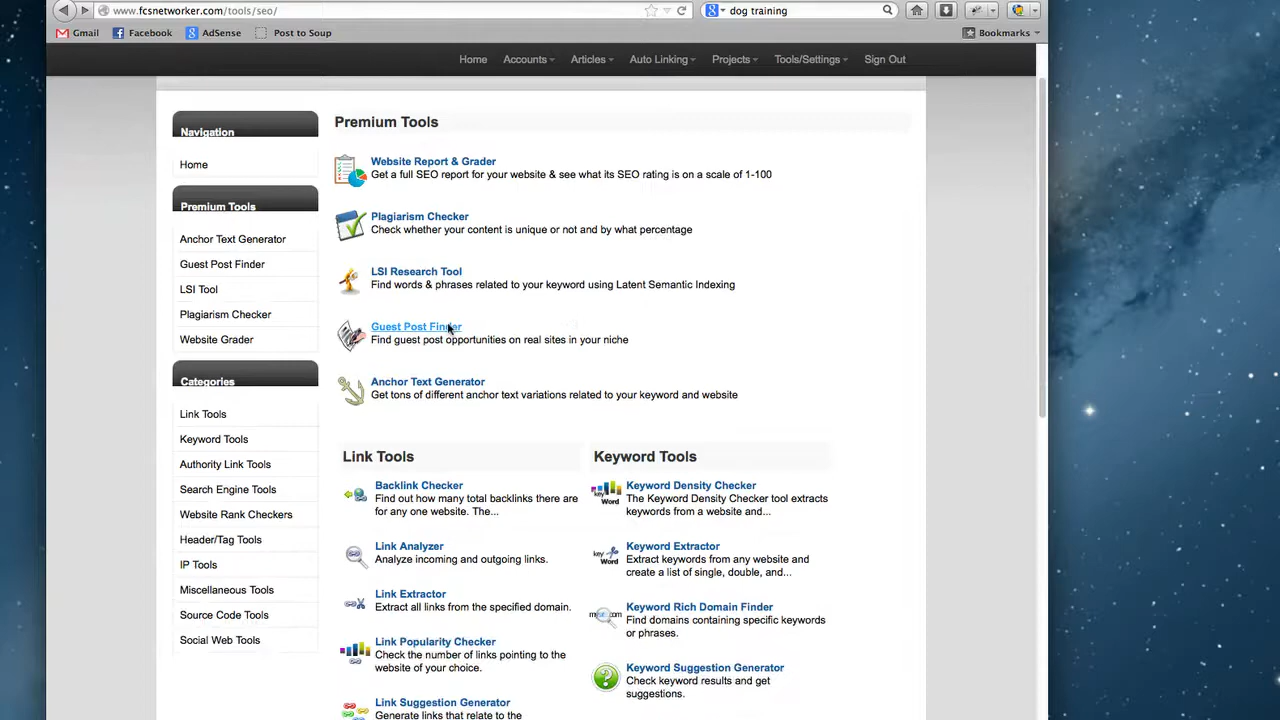 www.fcsnetworker.com/tools/seo/
dog training
Gmail
Facebook
AdSense
Post to Soup
Bookmarks
Home
Accounts
Articles
Auto Linking
Projects
Tools/Settings
Sign Out
Navigation
Home
Premium Tools
Anchor Text Generator
Guest Post Finder
LSI Tool
Plagiarism Checker
Website Grader
Categories
Link Tools
Keyword Tools
Authority Link Tools
Search Engine Tools
Website Rank Checkers
Header/Tag Tools
IP Tools
Miscellaneous Tools
Source Code Tools
Social Web Tools
Premium Tools
Website Report & Grader
Get a full SEO report for your website & see what its SEO rating is on a scale of 1-100
Plagiarism Checker
Check whether your content is unique or not and by what percentage
LSI Research Tool
Find words & phrases related to your keyword using Latent Semantic Indexing
Guest Post Finder
Find guest post opportunities on real sites in your niche
Anchor Text Generator
Get tons of different anchor text variations related to your keyword and website
Link Tools
Backlink Checker
Find out how many total backlinks there are
for any one website. The...
Link Analyzer
Analyze incoming and outgoing links.
Link Extractor
Extract all links from the specified domain.
Link Popularity Checker
Check the number of links pointing to the
website of your choice.
Link Suggestion Generator
Generate links that relate to the
Keyword Tools
Keyword Density Checker
The Keyword Density Checker tool extracts
keywords from a website and...
Keyword Extractor
Extract keywords from any website and
create a list of single, double, and...
Keyword Rich Domain Finder
Find domains containing specific keywords
or phrases.
Keyword Suggestion Generator
Check keyword results and get
suggestions.